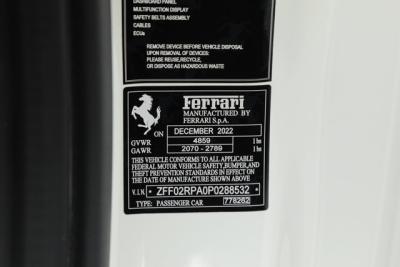 DASHBOARD PANEL
MULTIFUNCTION DISPLAY
SAFETY BELTS ASSEMBLY
CABLES
ECUs
REMOVE DEVICE BEFORE VEHICLE DISPOSAL
UPON REMOVAL OF DEVICES:
PLEASE REUSE,RECYCLE,
OR DISPOSE AS HAZARDOUS WASTE
Ferrari
MANUFACTURED BY
FERRARI S.p.A.
ON DECEMBER 2022
GVWR 4859 lbs
GAWR 2070 - 2789 lbs
THIS VEHICLE CONFORMS TO ALL APPLICABLE
FEDERAL MOTOR VEHICLE SAFETY, BUMPER,AND
THEFT PREVENTION STANDARDS IN EFFECT ON
THE DATE OF MANUFACTURE SHOWN ABOVE
V.I.N. ZFF02RPA0P0288532
TYPE: PASSENGER CAR 778262